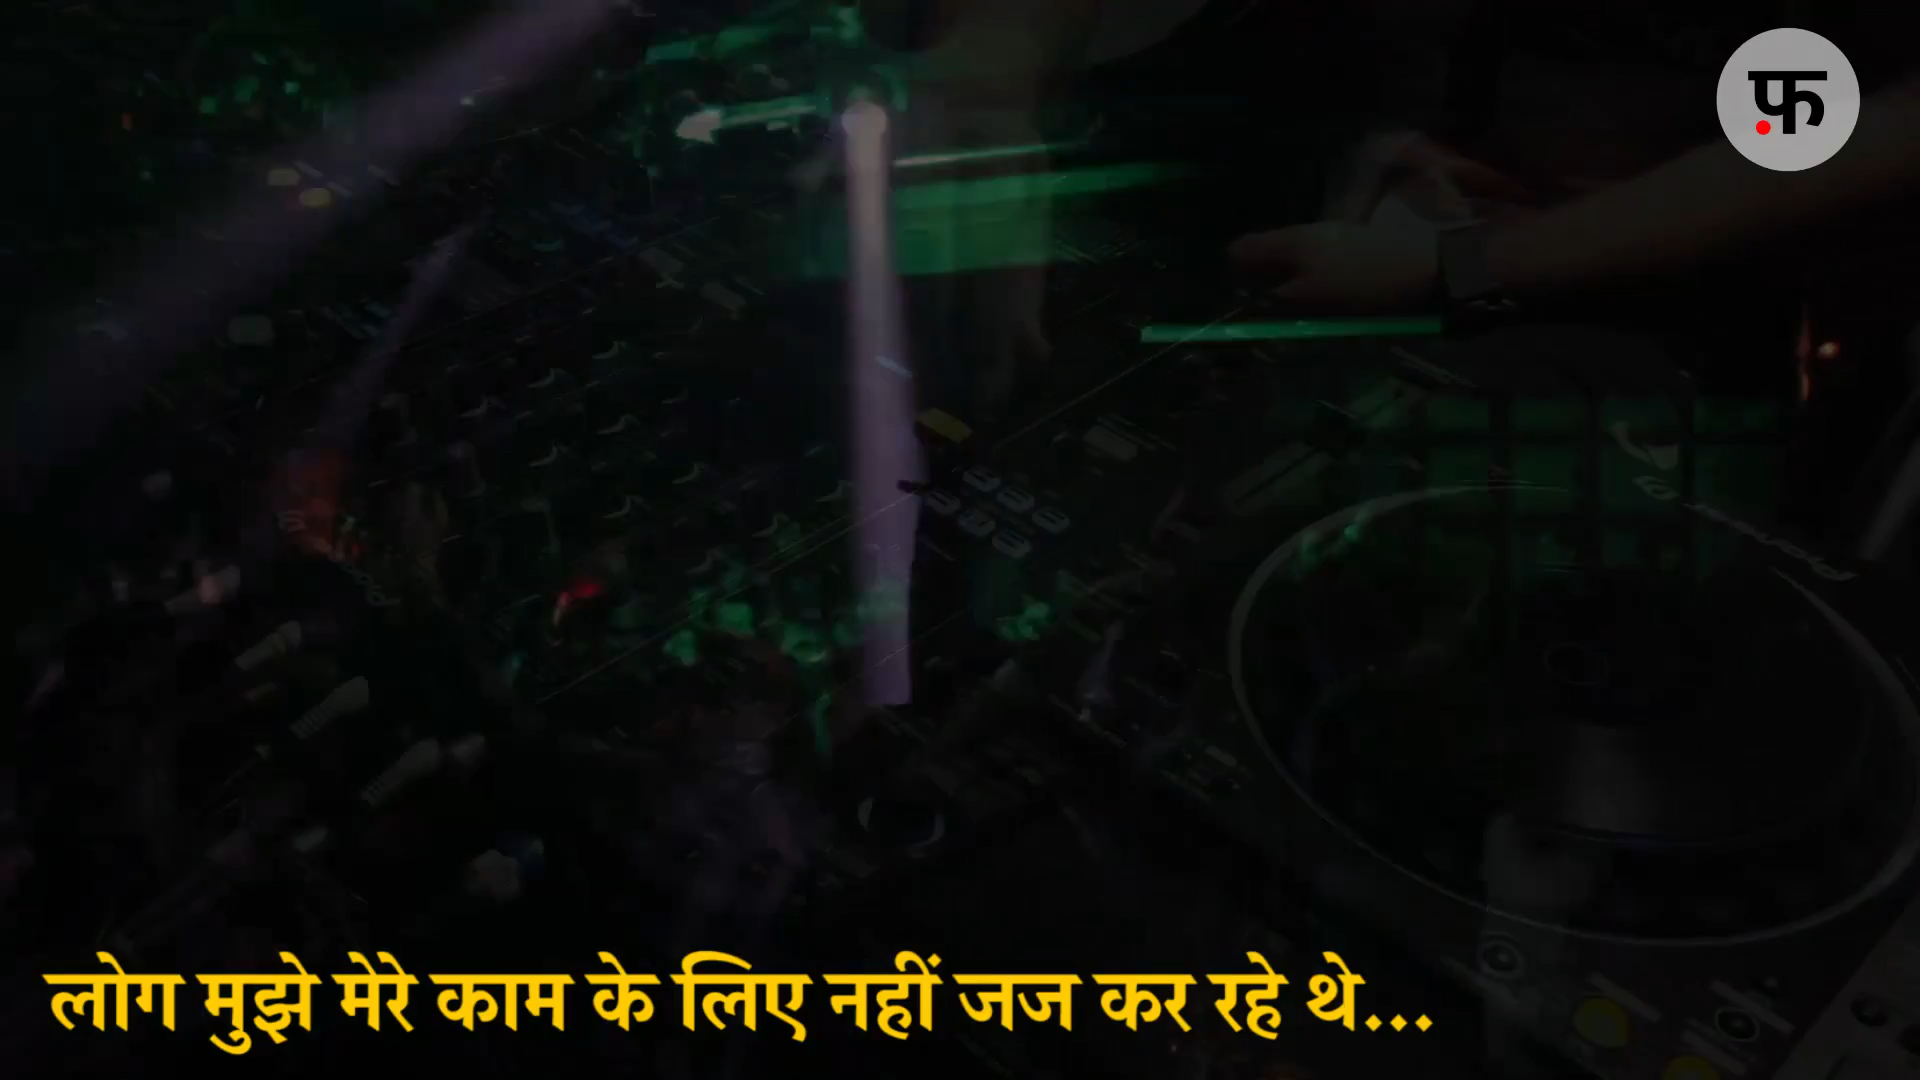 फ़
लोग मुझे मेरे काम के लिए नहीं जज कर रहे थे...